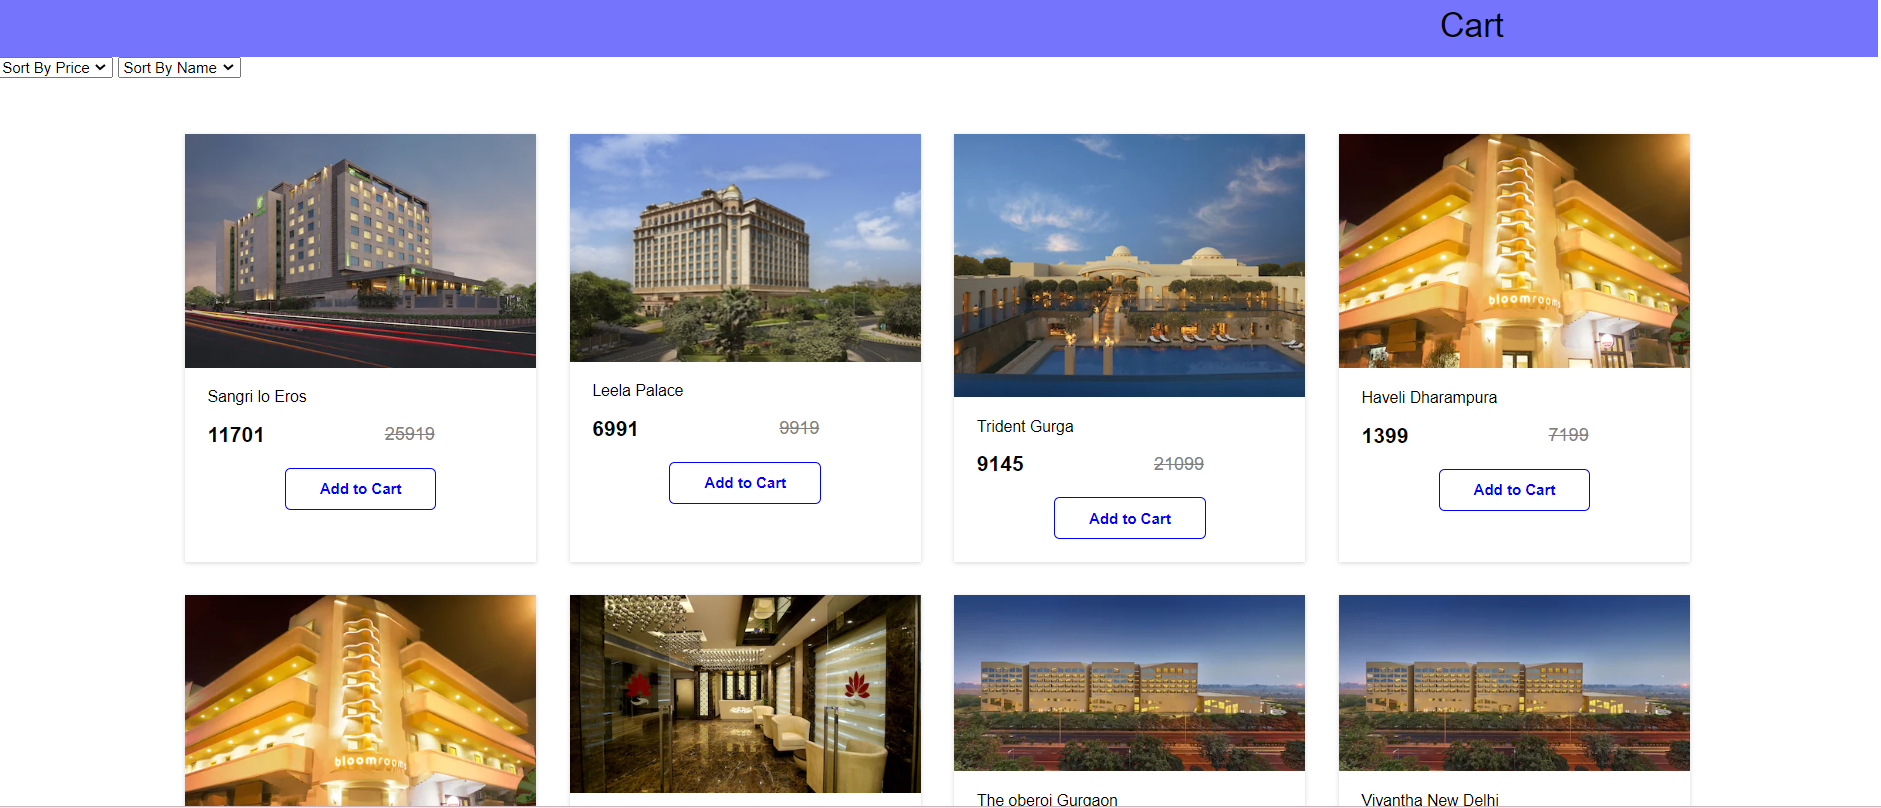 Cart
Sort By Price Sort By Name
Sangri lo Eros
11701 25919
Add to Cart
Leela Palace
6991 9919
Add to Cart
Trident Gurga
9145 21099
Add to Cart
bloomrooms
Haveli Dharampura
1399 7199
Add to Cart
bloomrooms
The oberoi Gurgaon
Vivantha New Delhi